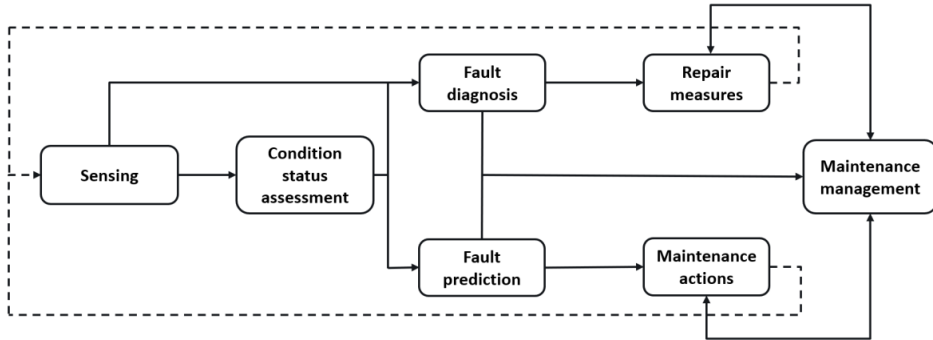 Fault
diagnosis
Repair
measures
Sensing
Condition
status
assessment
Maintenance
management
Fault
prediction
Maintenance
actions